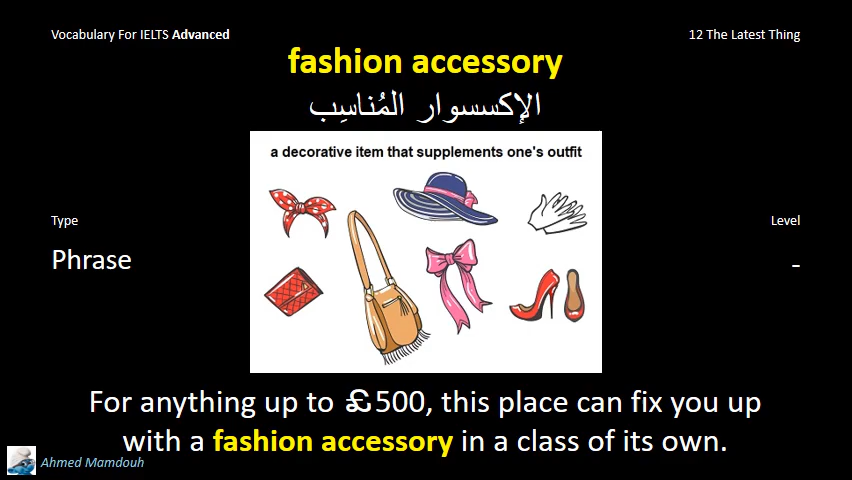 Vocabulary For IELTS Advanced
12 The Latest Thing
fashion accessory
الإكسسوار المُناسِب
a decorative item that supplements one's outfit
Type
Level
Phrase
-
For anything up to £500, this place can fix you up
with a fashion accessory in a class of its own.
Ahmed Mamdouh